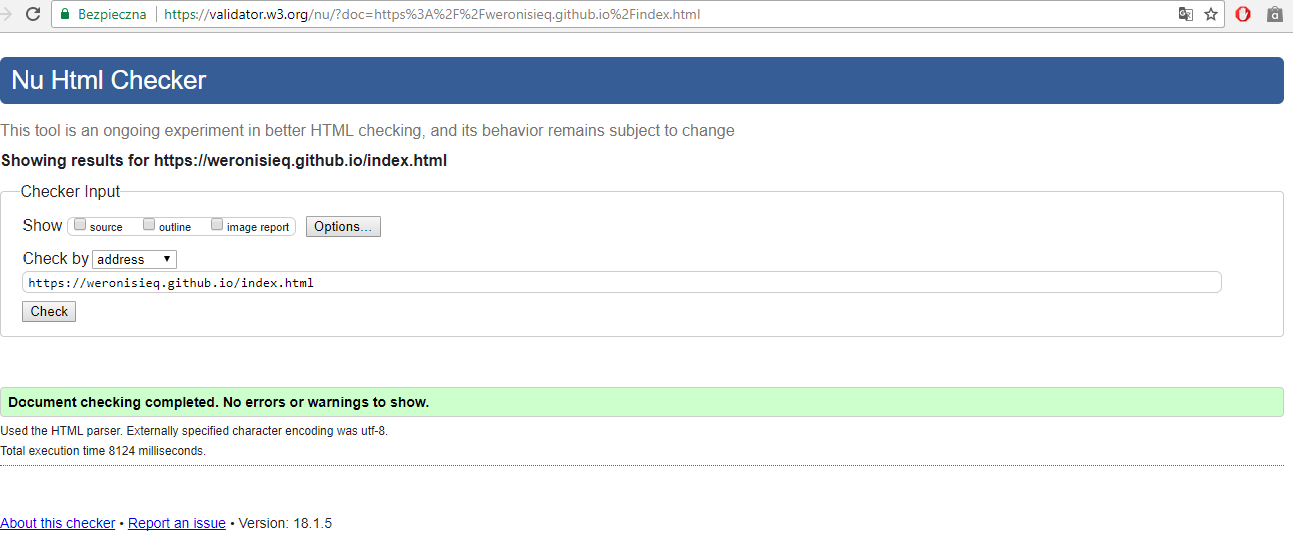 Bezpieczna https://validator.w3.org/nu/?doc=https%3A%2F%2Fweronisieq.github.io%2Findex.html
Nu Html Checker
This tool is an ongoing experiment in better HTML checking, and its behavior remains subject to change
Showing results for https://weronisieq.github.io/index.html
Checker Input
Show source outline image report Options...
Check by address
https://weronisieq.github.io/index.html
Check
Document checking completed. No errors or warnings to show.
Used the HTML parser. Externally specified character encoding was utf-8.
Total execution time 8124 milliseconds.
About this checker • Report an issue • Version: 18.1.5